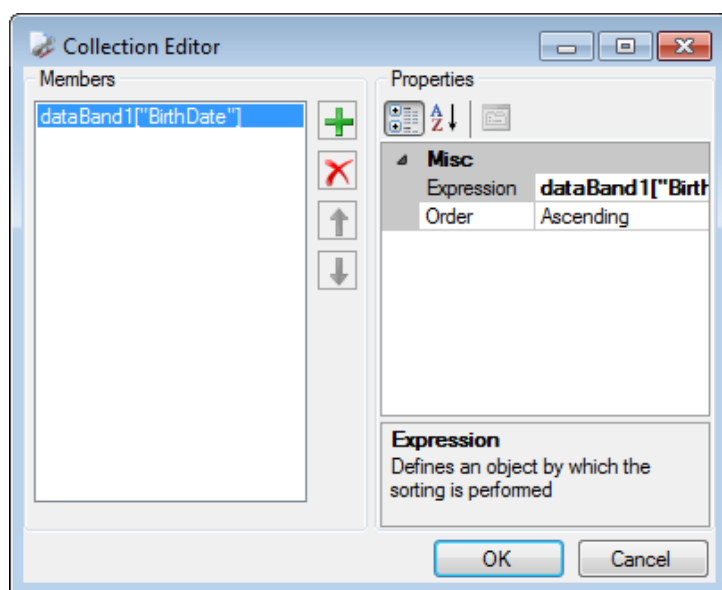 Collection Editor
Members
dataBand1["BirthDate"]
Properties
A
Z
Misc
Expression dataBand1["Birth
Order Ascending
Expression
Defines an object by which the
sorting is performed
OK Cancel